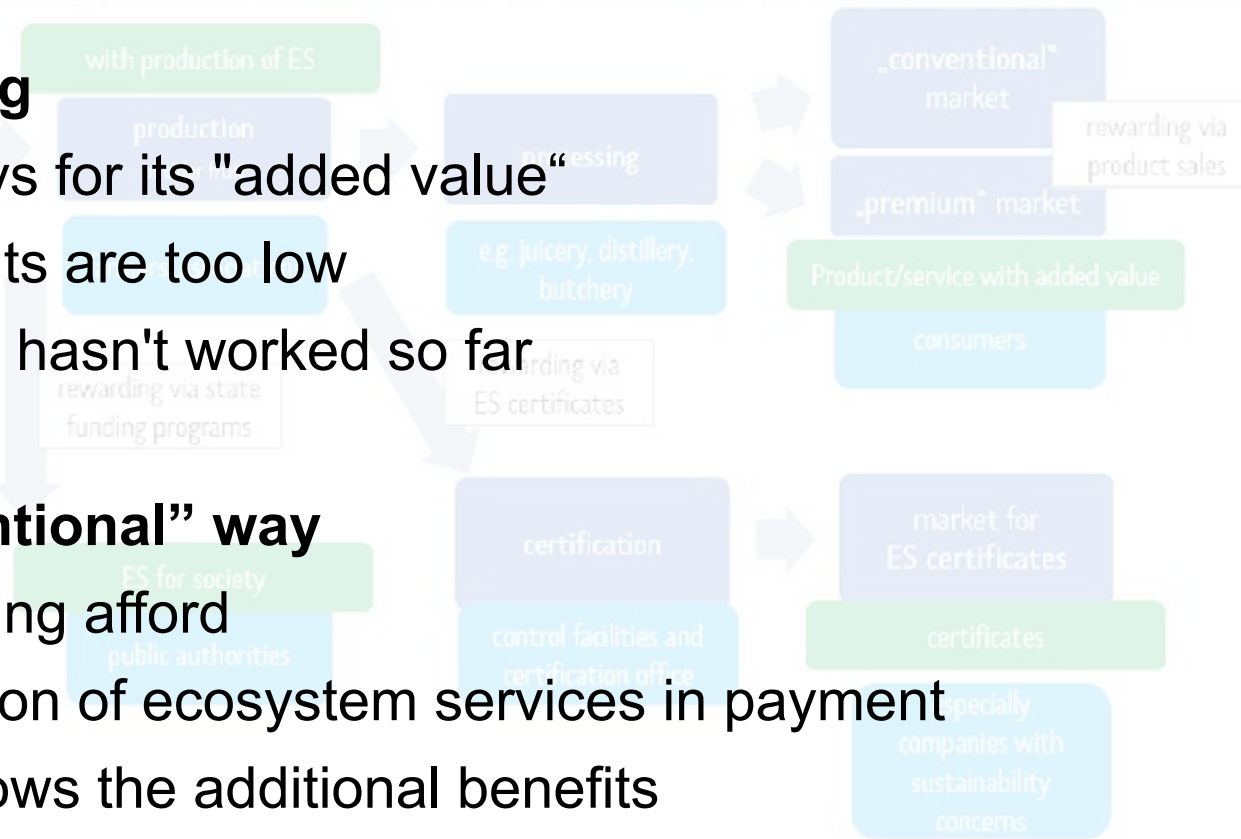 g
ys for its "added value“
ts are too low
hasn't worked so far
ntional” way
ng afford
on of ecosystem services in payment
ows the additional benefits
with production of ES
production
processing
e.g. juicery, distillery,
butchery
„conventional“
market
„premium“ market
rewarding via
product sales
Product/service with added value
consumers
rewarding via state
funding programs
rewarding via
ES certificates
ES for society
public authorities
certification
control facilities and
certification office
market for
ES certificates
certificates
especially
companies with
sustainability
concerns